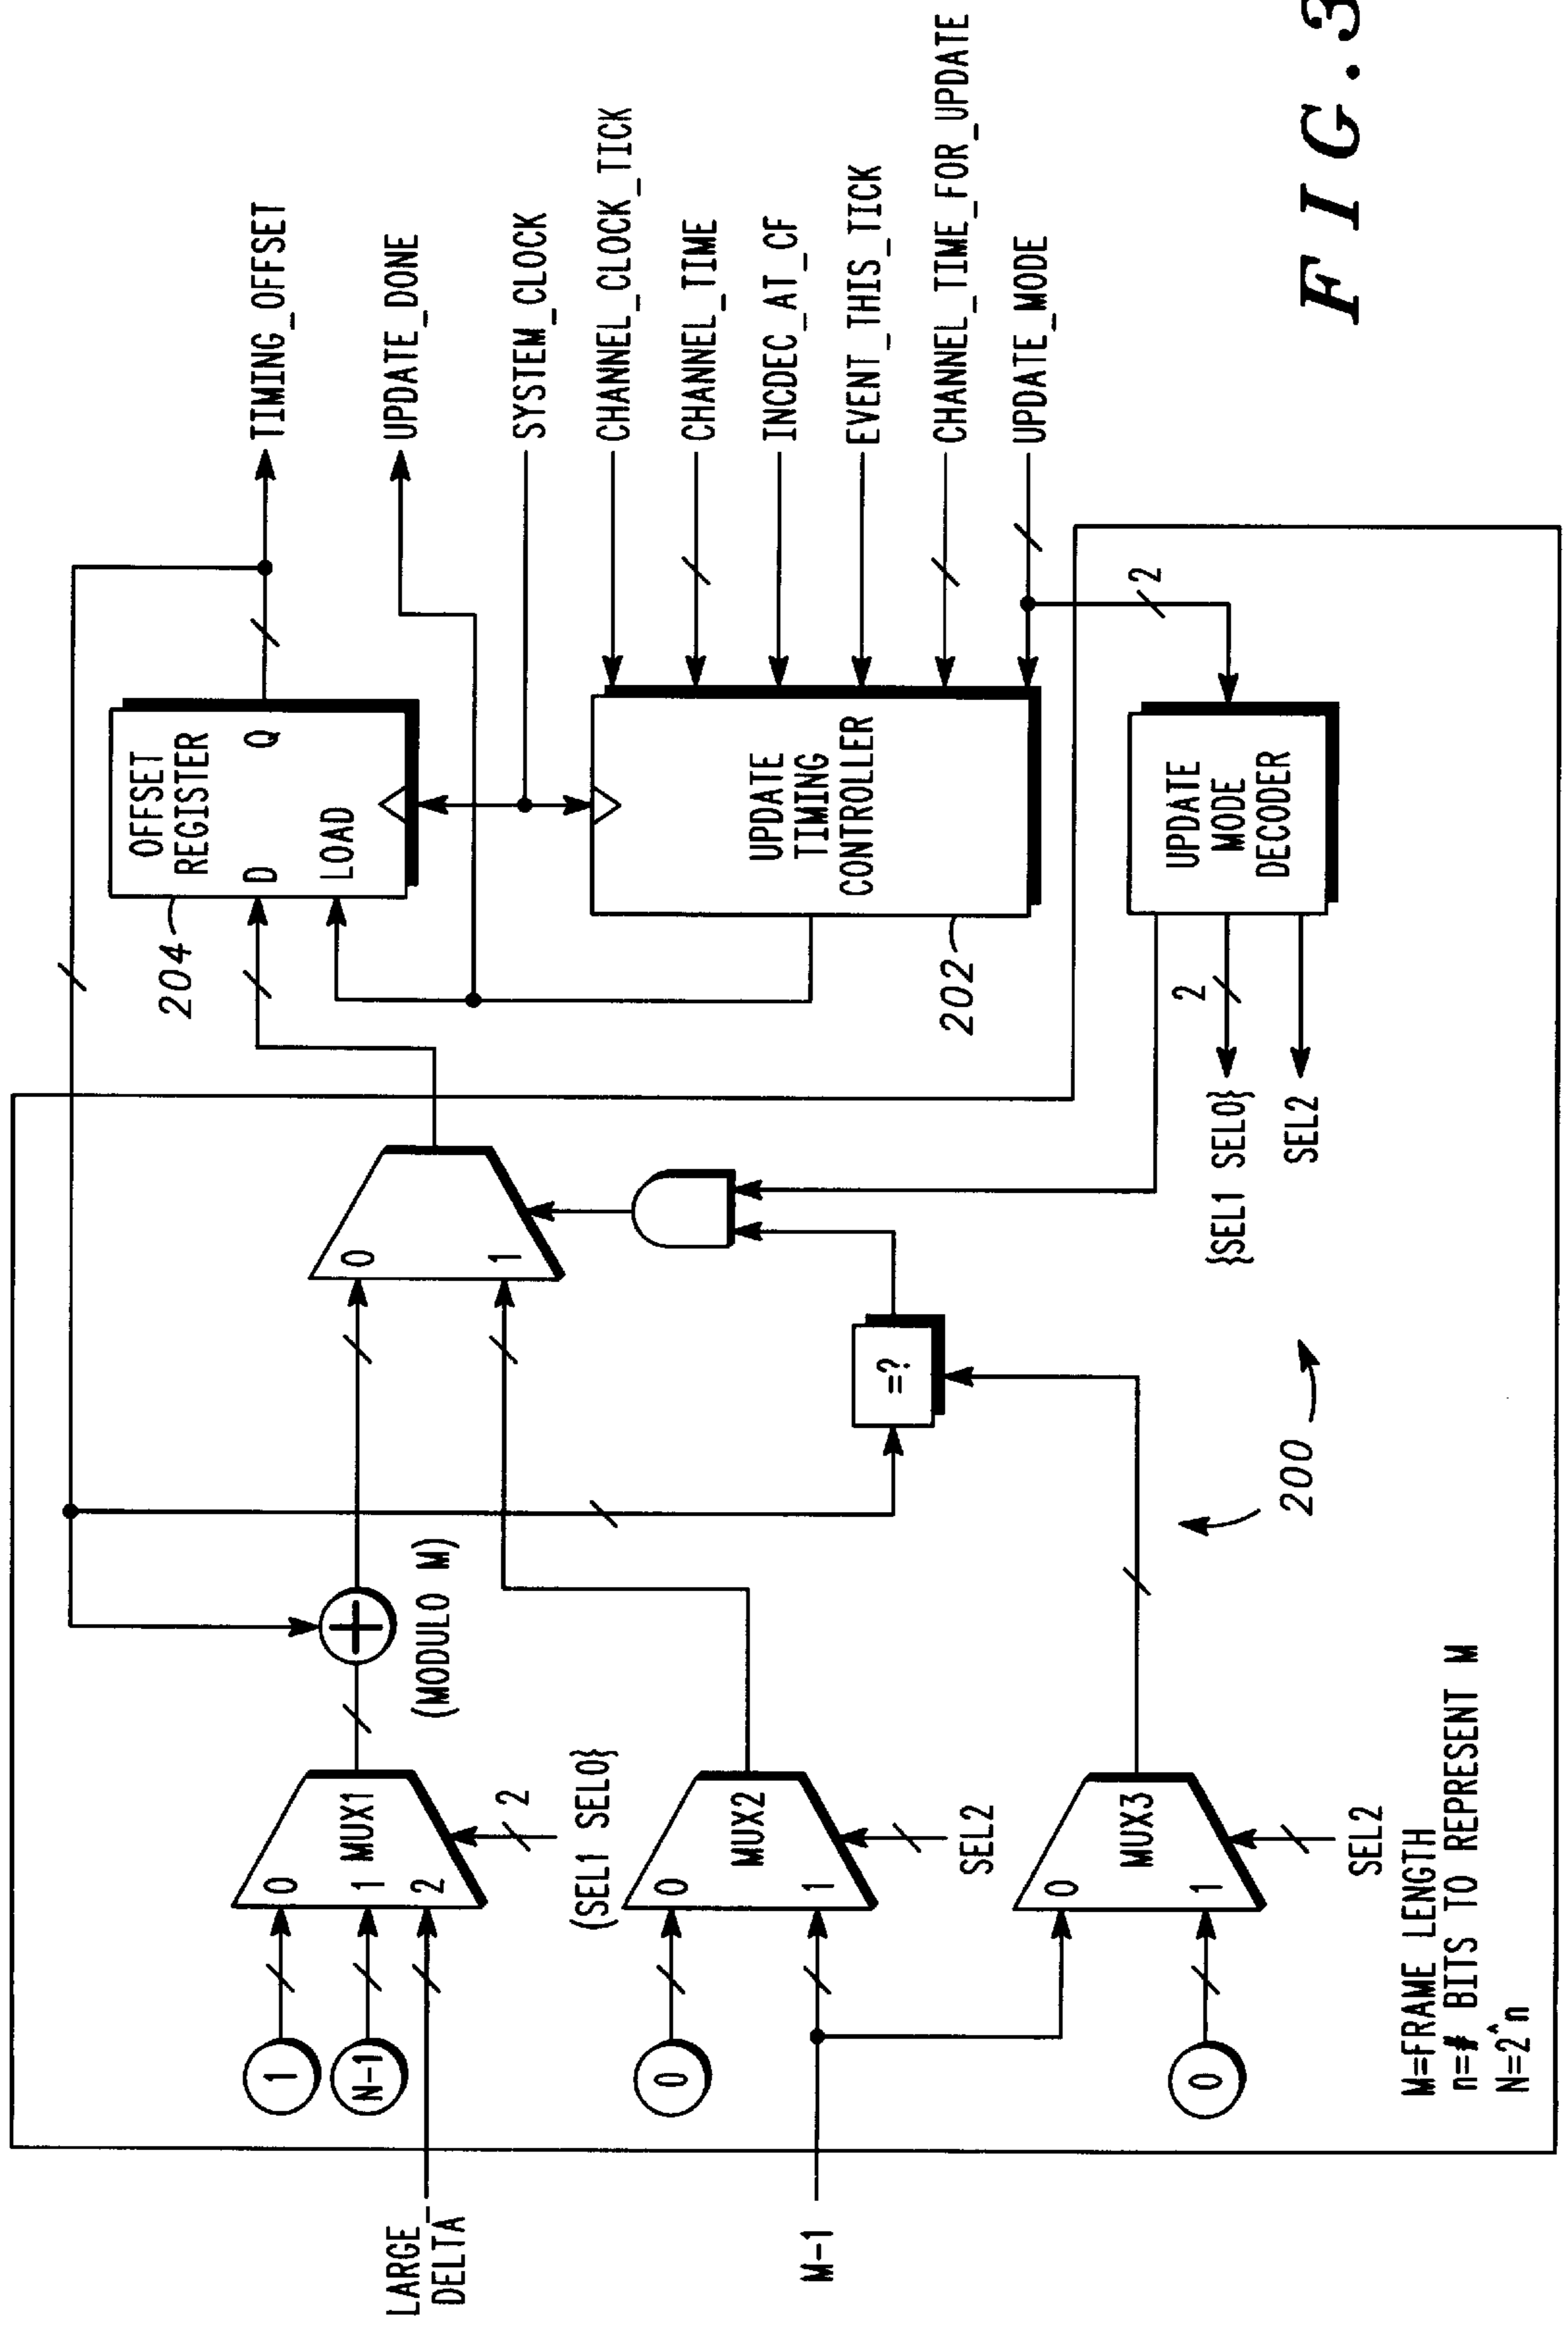 LARGE_
DELTA
M-1
1
N-1
0
0
0
1
2
MUX1
2
(SEL1 SEL0}
0
1
MUX2
SEL2
0
1
MUX3
SEL2
M=FRAME LENGTH
n=# BITS TO REPRESENT M
N=2^n
(MODULO M)
0
1
=?
200
OFFSET
REGISTER
D
Q
LOAD
204
UPDATE
TIMING
CONTROLLER
202
UPDATE
MODE
DECODER
2
2
{SEL1 SEL0}
SEL2
TIMING_OFFSET
UPDATE_DONE
SYSTEM_CLOCK
CHANNEL_CLOCK_TICK
CHANNEL_TIME
INCDEC_AT_CF
EVENT_THIS_TICK
CHANNEL_TIME_FOR_UPDATE
UPDATE_MODE
FIG.3